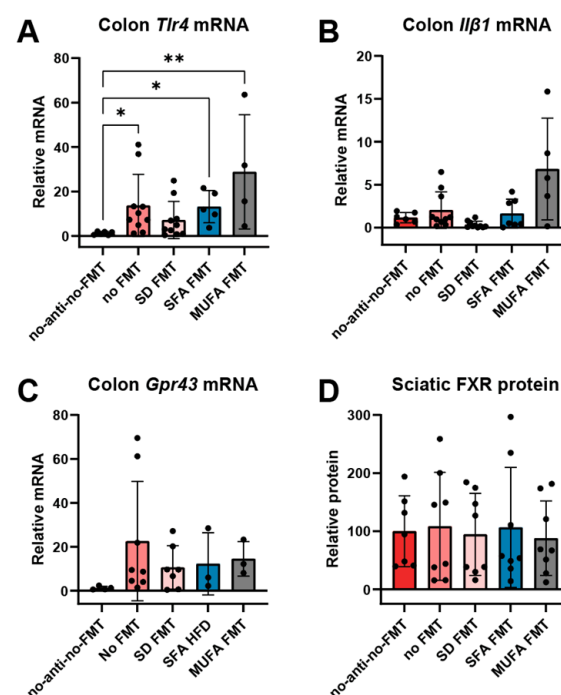 A
Colon Tlr4 mRNA
**
*
*
Relative mRNA
80
60
40
20
0
no-anti-no-FMT
no FMT
SD FMT
SFA FMT
MUFA FMT
B
Colon Ilβ1 mRNA
Relative mRNA
20
15
10
5
0
no-anti-no-FMT
no FMT
SD FMT
SFA FMT
MUFA FMT
C
Colon Gpr43 mRNA
Relative mRNA
80
60
40
20
0
no-anti-no-FMT
No FMT
SD FMT
SFA HFD
MUFA FMT
D
Sciatic FXR protein
Relative protein
300
200
100
0
no-anti-no-FMT
no FMT
SD FMT
SFA FMT
MUFA FMT